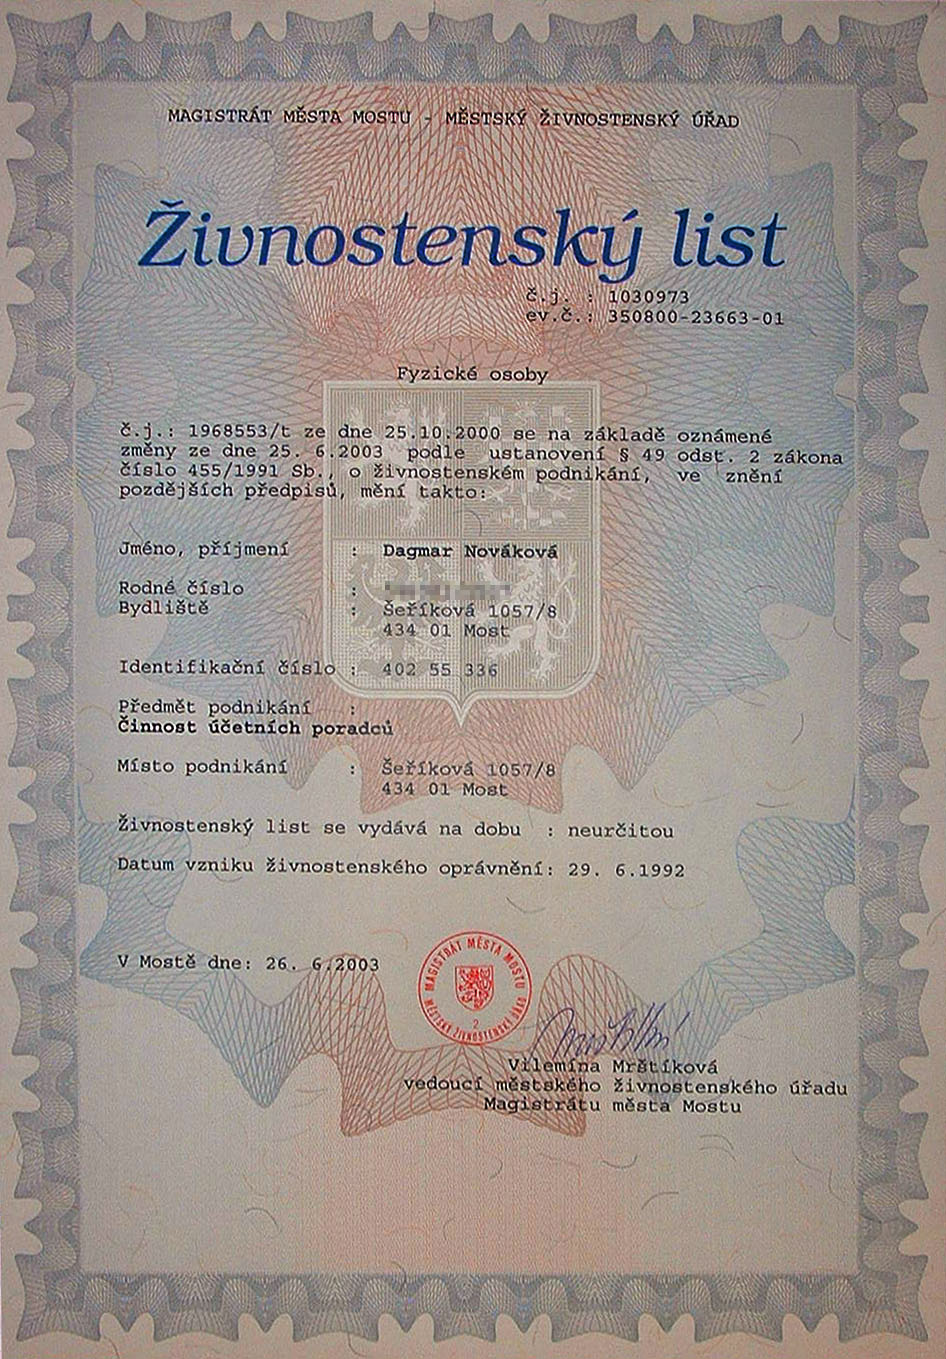 MAGISTRÁT MĚSTA MOSTU - MĚSTSKÝ ŽIVNOSTENSKÝ ÚŘAD
Živnostenský list
č.j. : 1030973
ev.č.: 350800-23663-01
Fyzické osoby
č.j.: 1968553/t ze dne 25.10.2000 se na základě oznámené
změny ze dne 25. 6.2003 podle ustanovení § 49 odst. 2 zákona
číslo 455/1991 Sb., o živnostenském podnikání, ve znění
pozdějších předpisů, mění takto:
Jméno, příjmení : Dagmar Nováková
Rodné číslo :
Bydliště : Šeříková 1057/8
434 01 Most
Identifikační číslo : 402 55 336
Předmět podnikání :
Činnost účetních poradců
Místo podnikání : Šeříková 1057/8
434 01 Most
Živnostenský list se vydává na dobu : neurčitou
Datum vzniku živnostenského oprávnění: 29. 6.1992
V Mostě dne: 26. 6.2003
MAGISTRÁT MĚSTA MOSTU
MĚSTSKÝ ŽIVNOSTENSKÝ ÚŘAD
2
Vilemína Mrštíková
vedoucí městského živnostenského úřadu
Magistrátu města Mostu